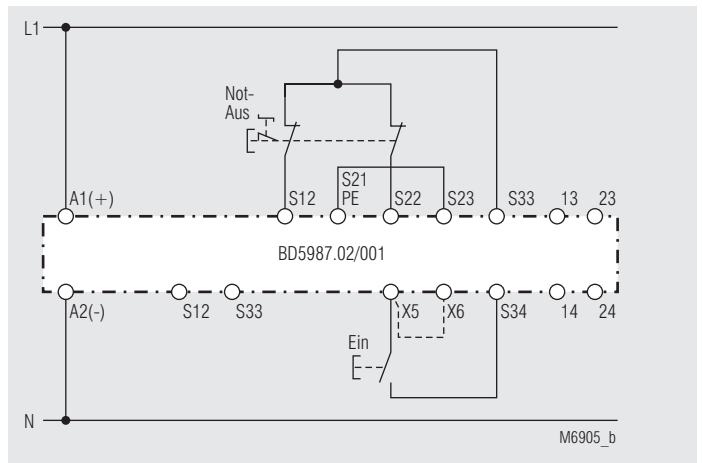 L1
Not-
Aus
A1(+) S12 S21 S22 S23 S33 13 23
PE
BD5987.02/001
A2(-) S12 S33 X5 X6 S34 14 24
Ein
N
M6905_b